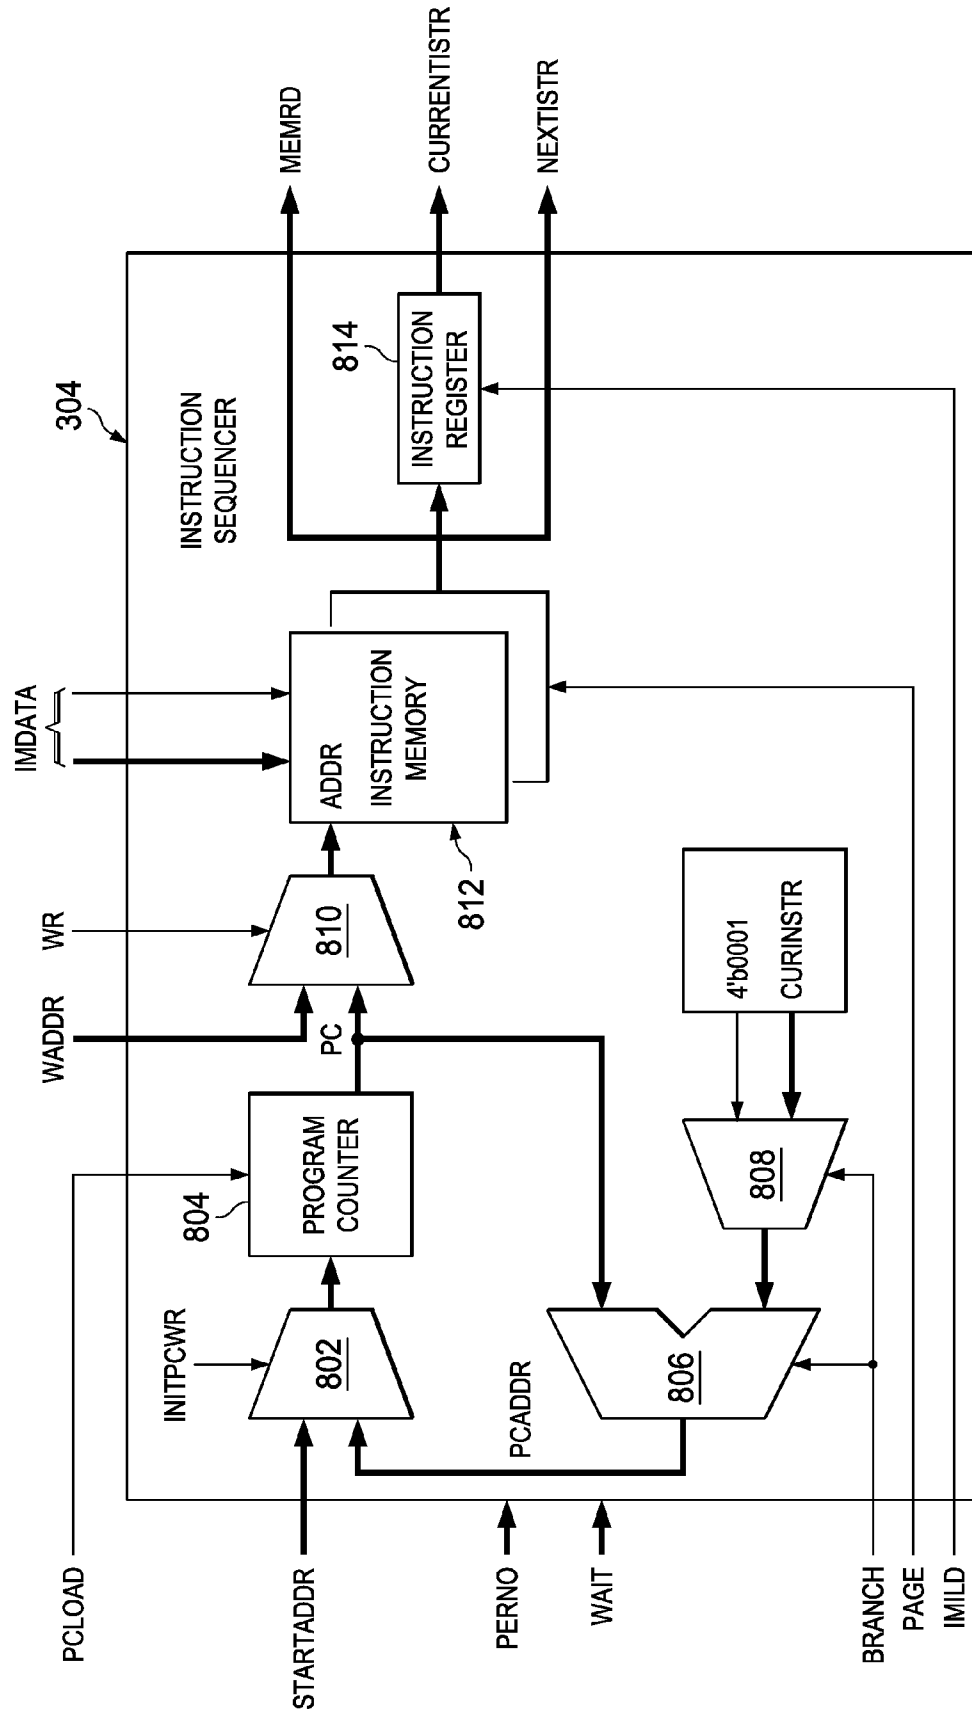 304
INSTRUCTION
SEQUENCER
PCLOAD
WADDR
WR
IMDATA
INITPCWR
STARTADDR
802
804
PROGRAM
COUNTER
PC
810
ADDR
INSTRUCTION
MEMORY
812
814
INSTRUCTION
REGISTER
MEMRD
CURRENTISTR
NEXTISTR
PCADDR
806
808
4'b0001
CURINSTR
PERNO
WAIT
BRANCH
PAGE
IMILD